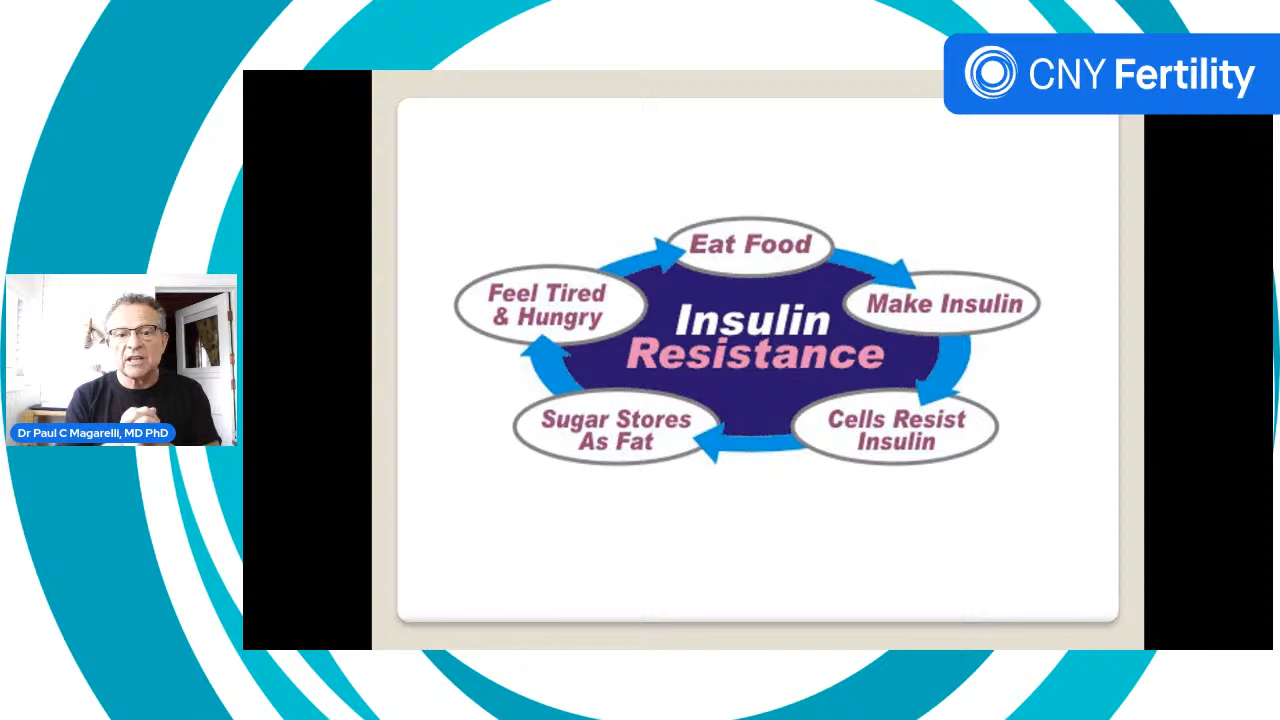 CNY Fertility
Eat Food
Make Insulin
Cells Resist
Insulin
Sugar Stores
As Fat
Feel Tired
& Hungry
Insulin
Resistance
Dr Paul C Magarelli, MD PhD